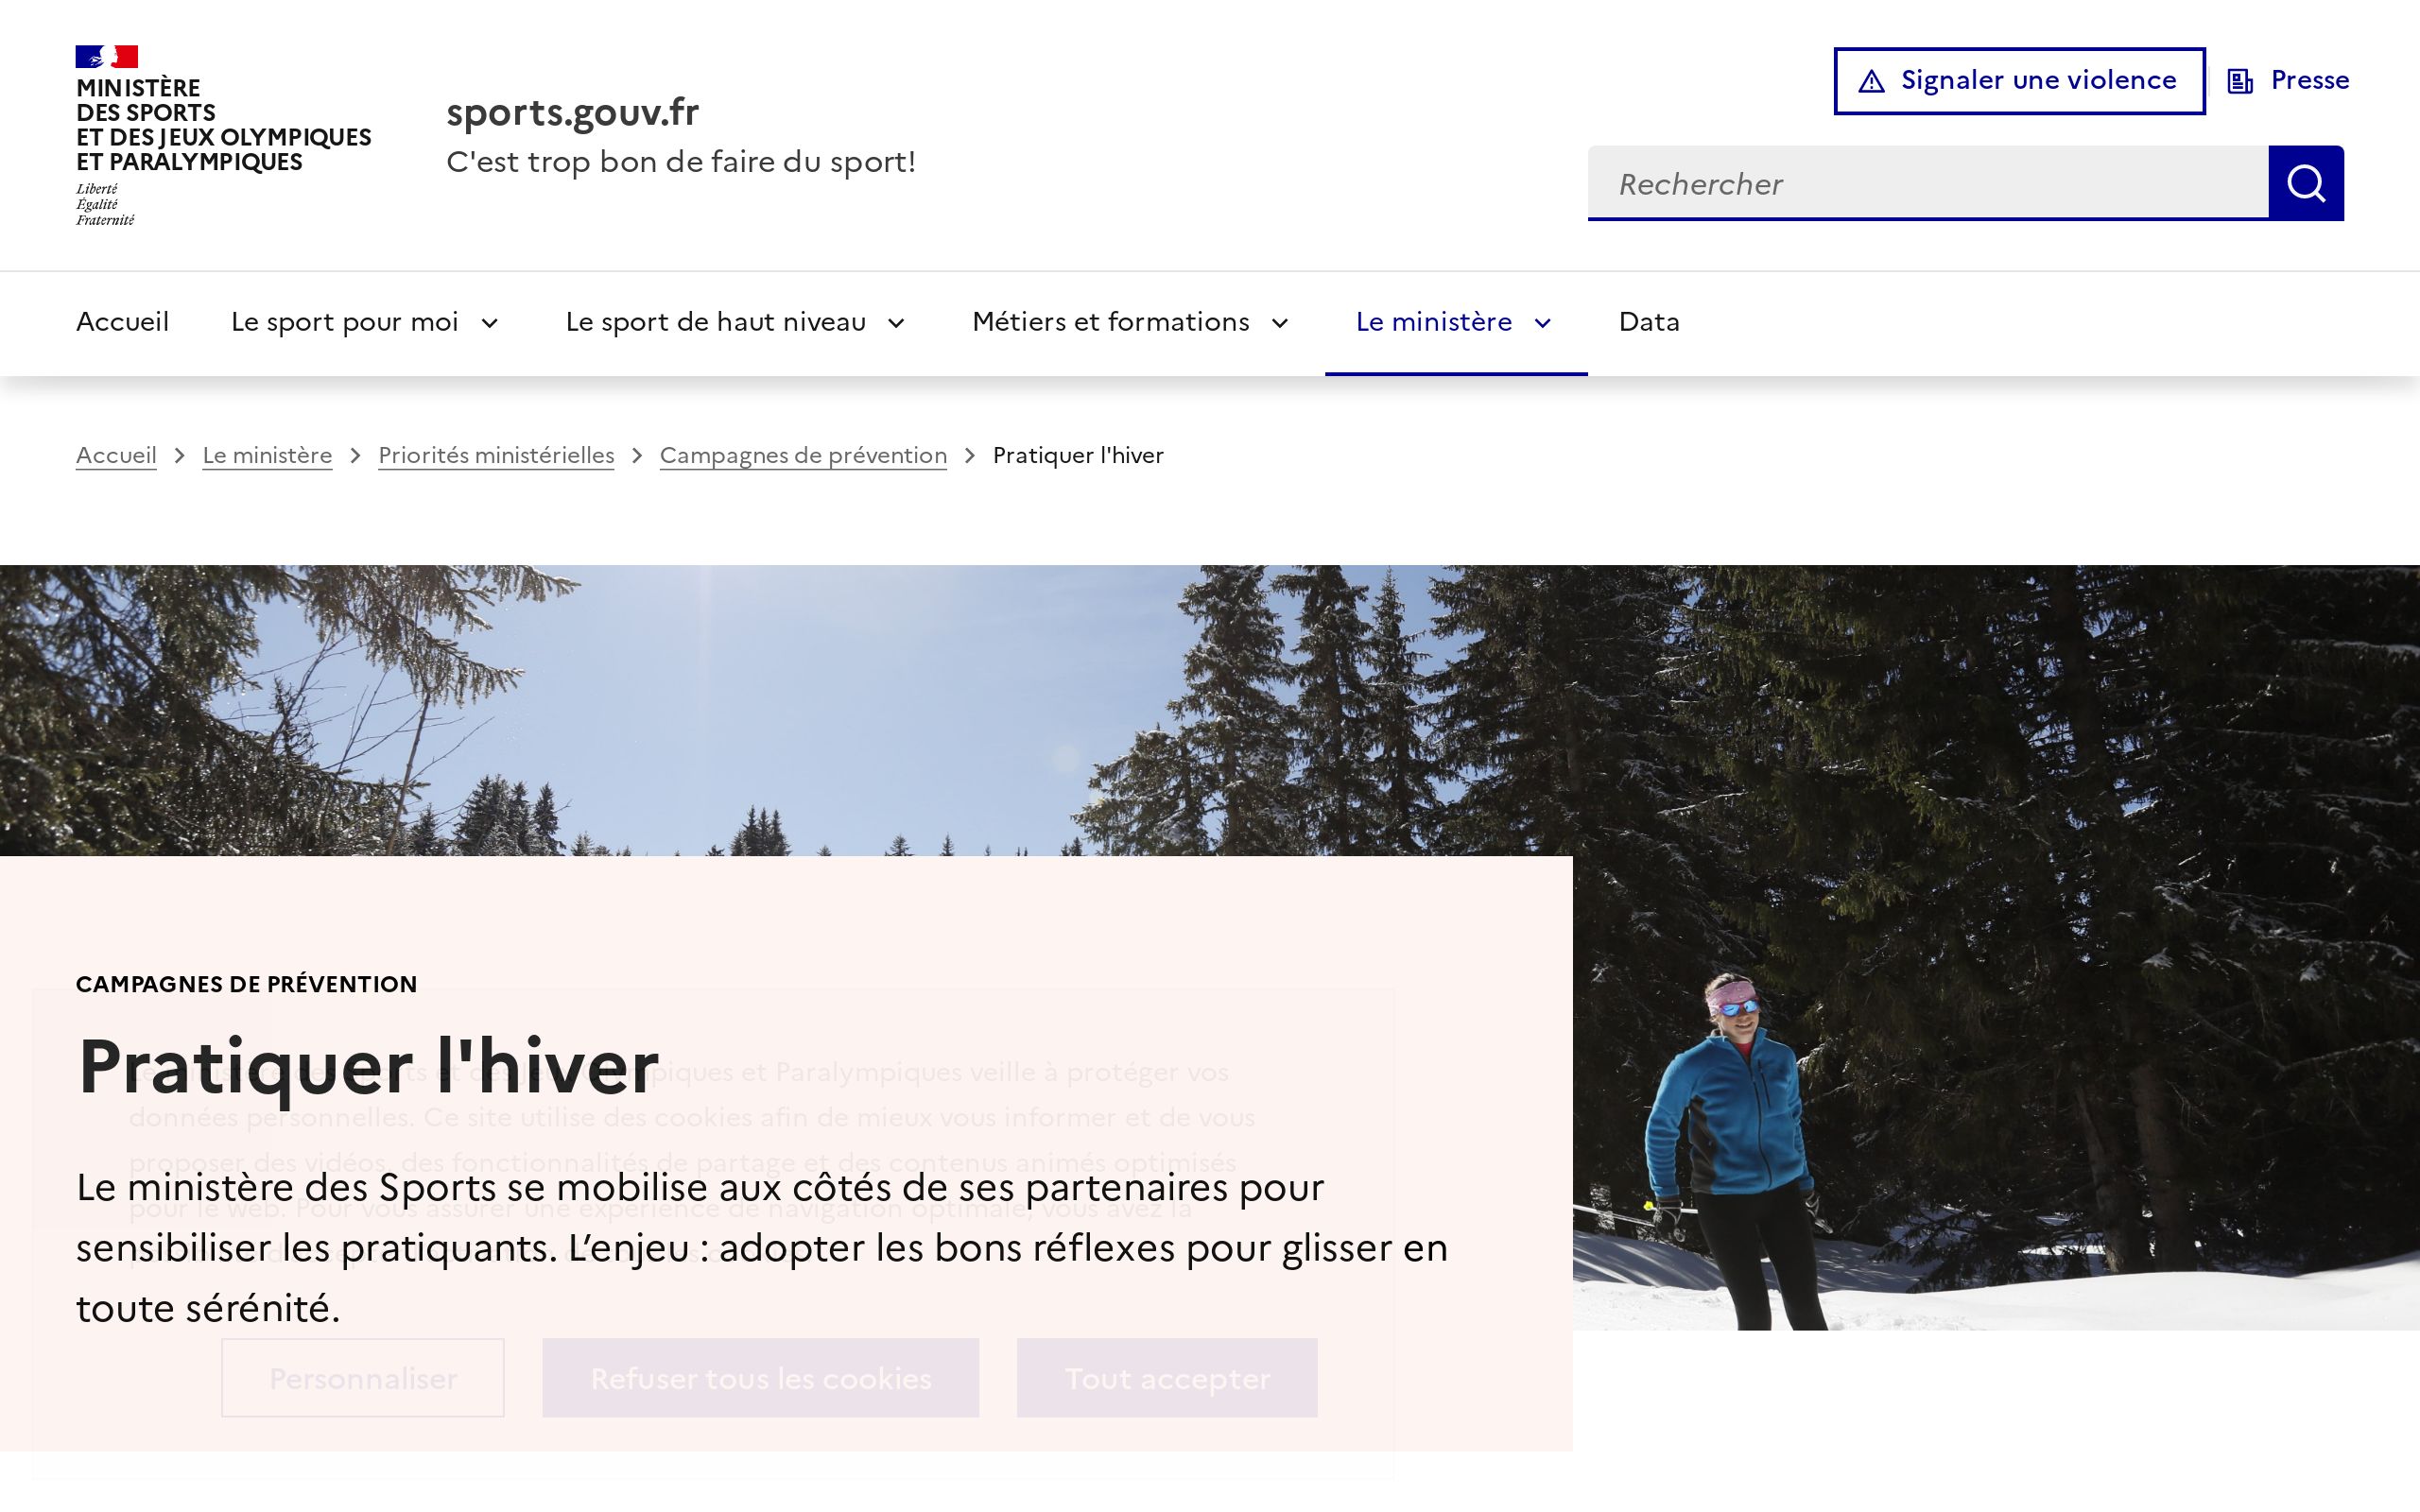 MINISTÈRE
DES SPORTS
ET DES JEUX OLYMPIQUES
ET PARALYMPIQUES
Liberté
Égalité
Fraternité
sports.gouv.fr
C'est trop bon de faire du sport!
Signaler une violence
Presse
Rechercher
Accueil
Le sport pour moi
Le sport de haut niveau
Métiers et formations
Le ministère
Data
Accueil > Le ministère > Priorités ministérielles > Campagnes de prévention > Pratiquer l'hiver
CAMPAGNES DE PRÉVENTION
Pratiquer l'hiver
Le ministère des Sports se mobilise aux côtés de ses partenaires pour
sensibiliser les pratiquants. L’enjeu : adopter les bons réflexes pour glisser en
toute sérénité.
et Paralympiques veille à protéger vos
données personnelles. Ce site utilise des cookies afin de mieux vous informer et de vous
proposer des vidéos, des fonctionnalités de partage et des contenus animés optimisés
pour le web. Pour vous assurer une expérience de navigation optimale, vous avez la
Personnaliser
Refuser tous les cookies
Tout accepter